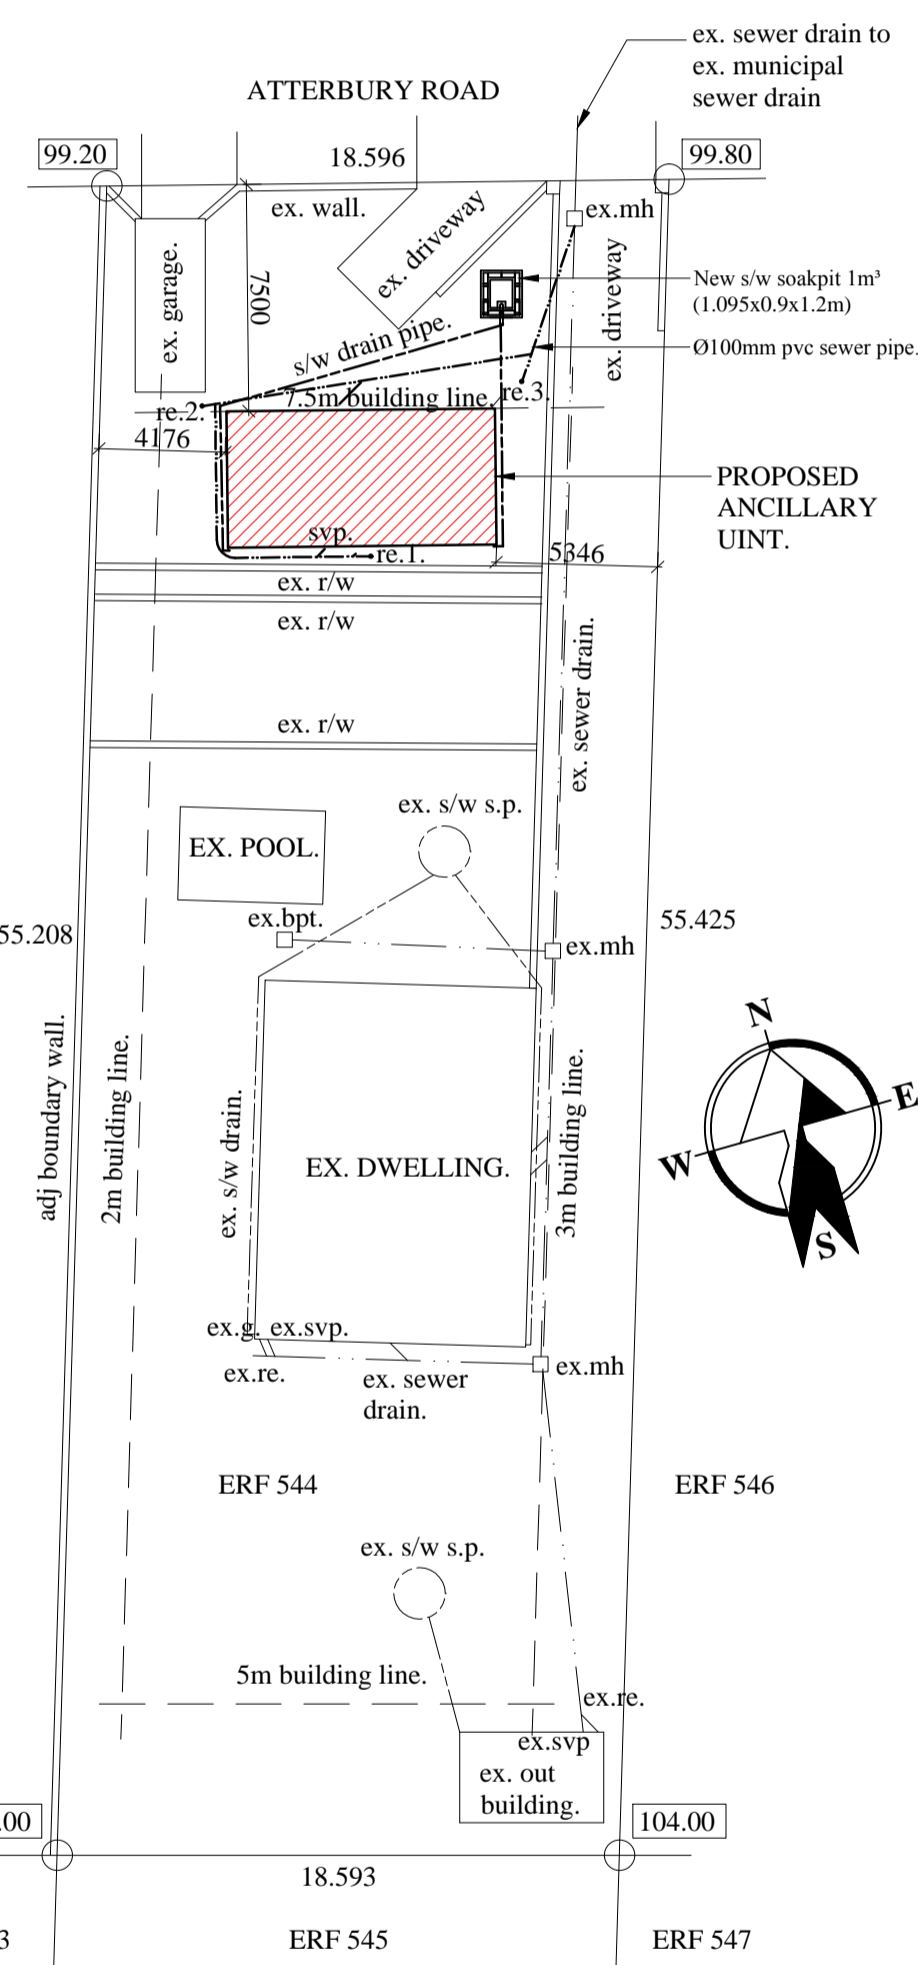 ex. sewer drain to
ex. municipal
sewer drain
ATTERBURY ROAD
99.20
18.596
99.80
ex. wall.
ex. driveway
ex.mh
ex. garage.
7500
ex. driveway
New s/w soakpit 1m³
(1.095x0.9x1.2m)
s/w drain pipe.
Ø100mm pvc sewer pipe.
7.5m building line.
re.3.
re.2.
4176
PROPOSED
ANCILLARY
UINT.
svp.
re.1.
5346
ex. r/w
ex. r/w
ex. sewer drain.
ex. r/w
ex. s/w s.p.
EX. POOL.
ex.bpt.
55.208
55.425
ex.mh
N
E
W
S
adj boundary wall.
2m building line.
ex. s/w drain.
EX. DWELLING.
3m building line.
ex.g. ex.svp.
ex.re.
ex. sewer
drain.
ex.mh
ERF 544
ERF 546
ex. s/w s.p.
5m building line.
ex.re.
ex.svp
ex. out
building.
.00
104.00
18.593
3
ERF 545
ERF 547